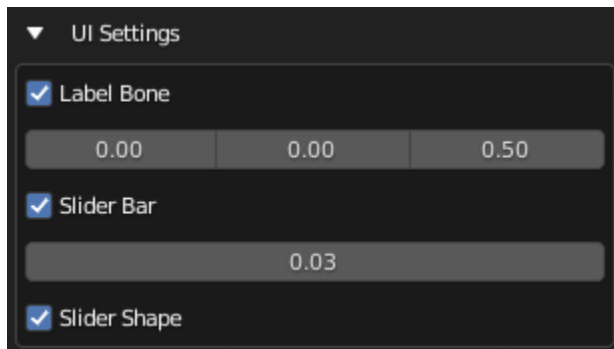 UI Settings
Label Bone
0.00 0.00 0.50
Slider Bar
0.03
Slider Shape